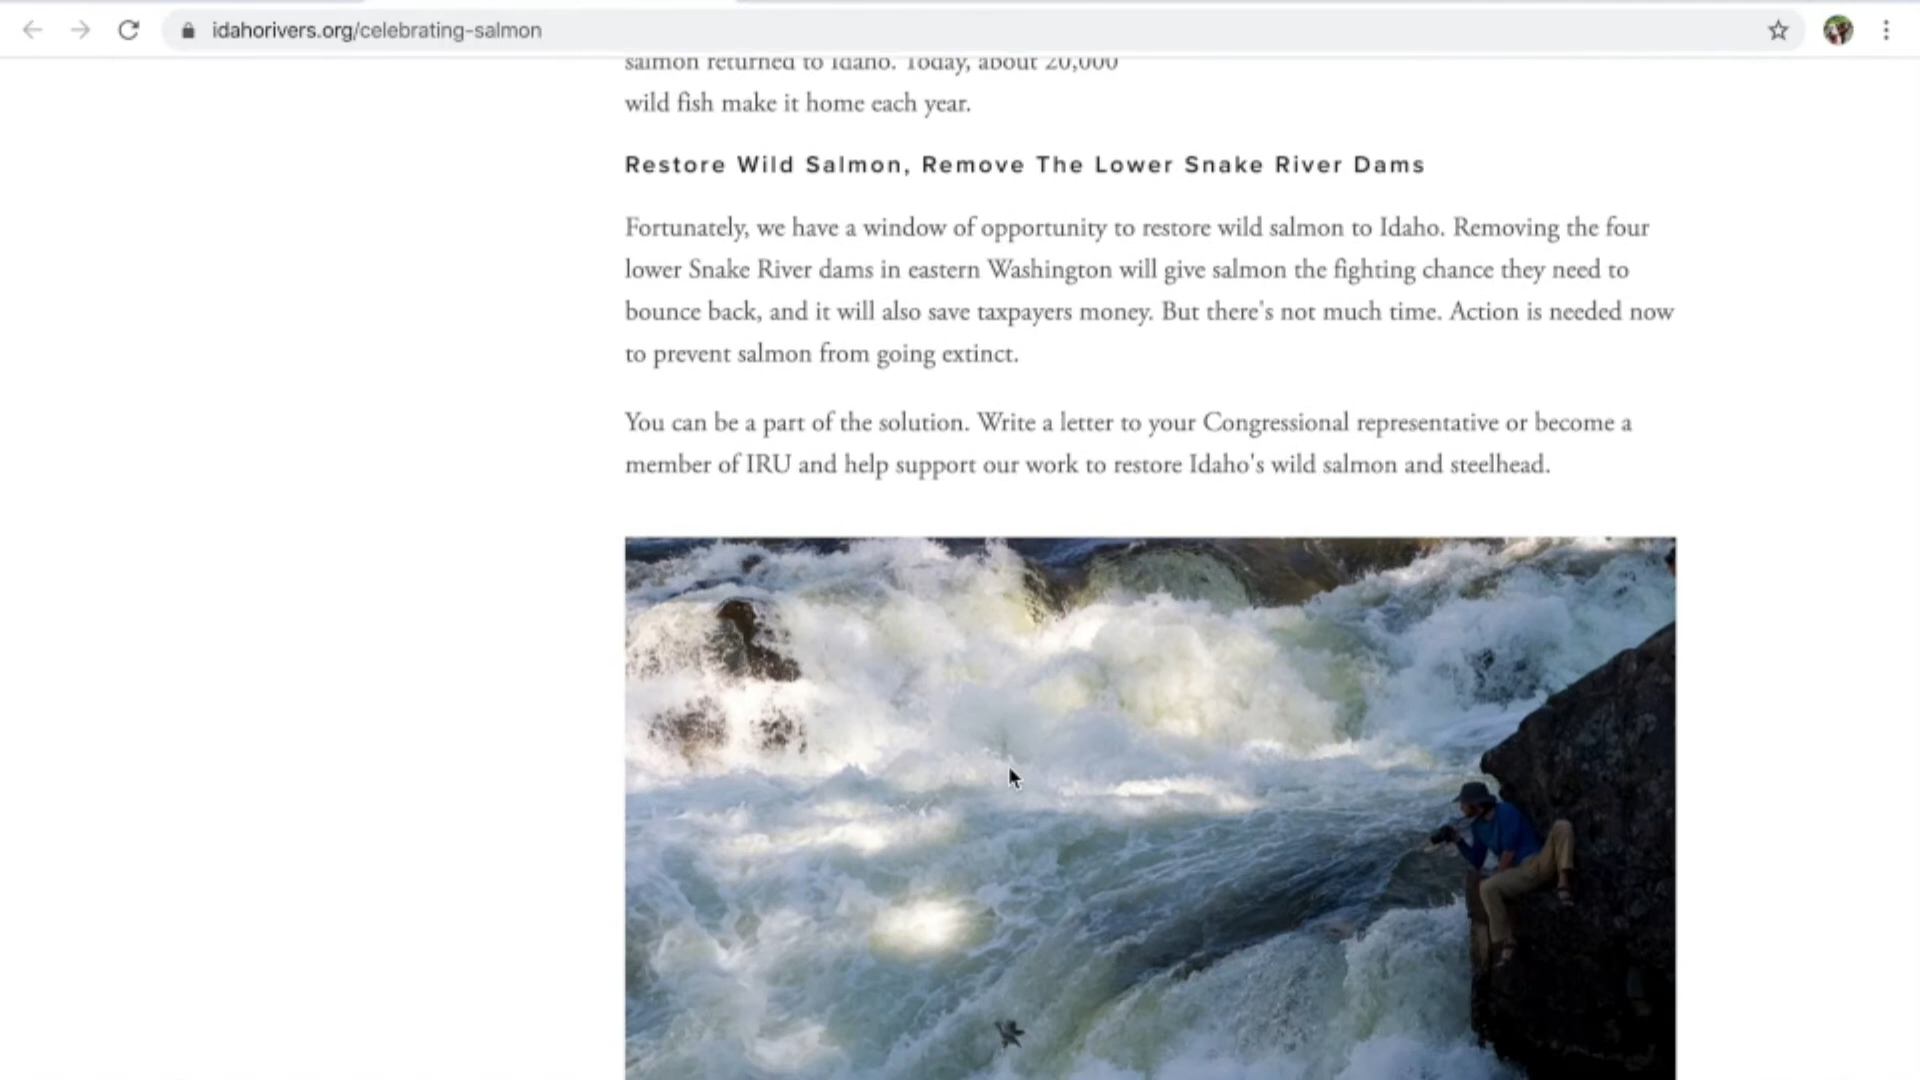 idahorivers.org/celebrating-salmon
salmon returned to Idaho. Today, about 20,000
wild fish make it home each year.
Restore Wild Salmon, Remove The Lower Snake River Dams
Fortunately, we have a window of opportunity to restore wild salmon to Idaho. Removing the four
lower Snake River dams in eastern Washington will give salmon the fighting chance they need to
bounce back, and it will also save taxpayers money. But there's not much time. Action is needed now
to prevent salmon from going extinct.
You can be a part of the solution. Write a letter to your Congressional representative or become a
member of IRU and help support our work to restore Idaho's wild salmon and steelhead.